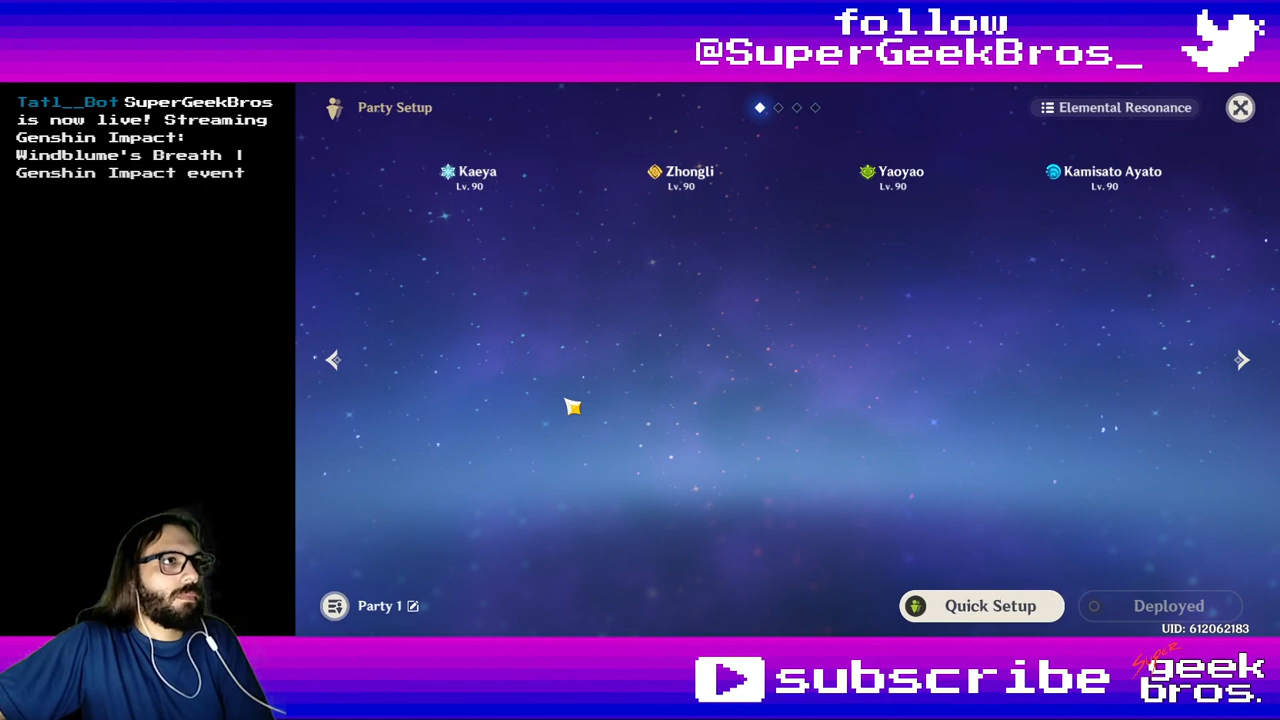 follow
@SuperGeekBros_
Tatl__Bot SuperGeekBros
is now live! Streaming
Genshin Impact:
Windblume's Breath |
Genshin Impact event
Party Setup
Elemental Resonance
Kaeya
Lv. 90
Zhongli
Lv. 90
Yaoyao
Lv. 90
Kamisato Ayato
Lv. 90
Party 1
Quick Setup
Deployed
UID: 612062183
subscribe
SUPER
geek
bros.